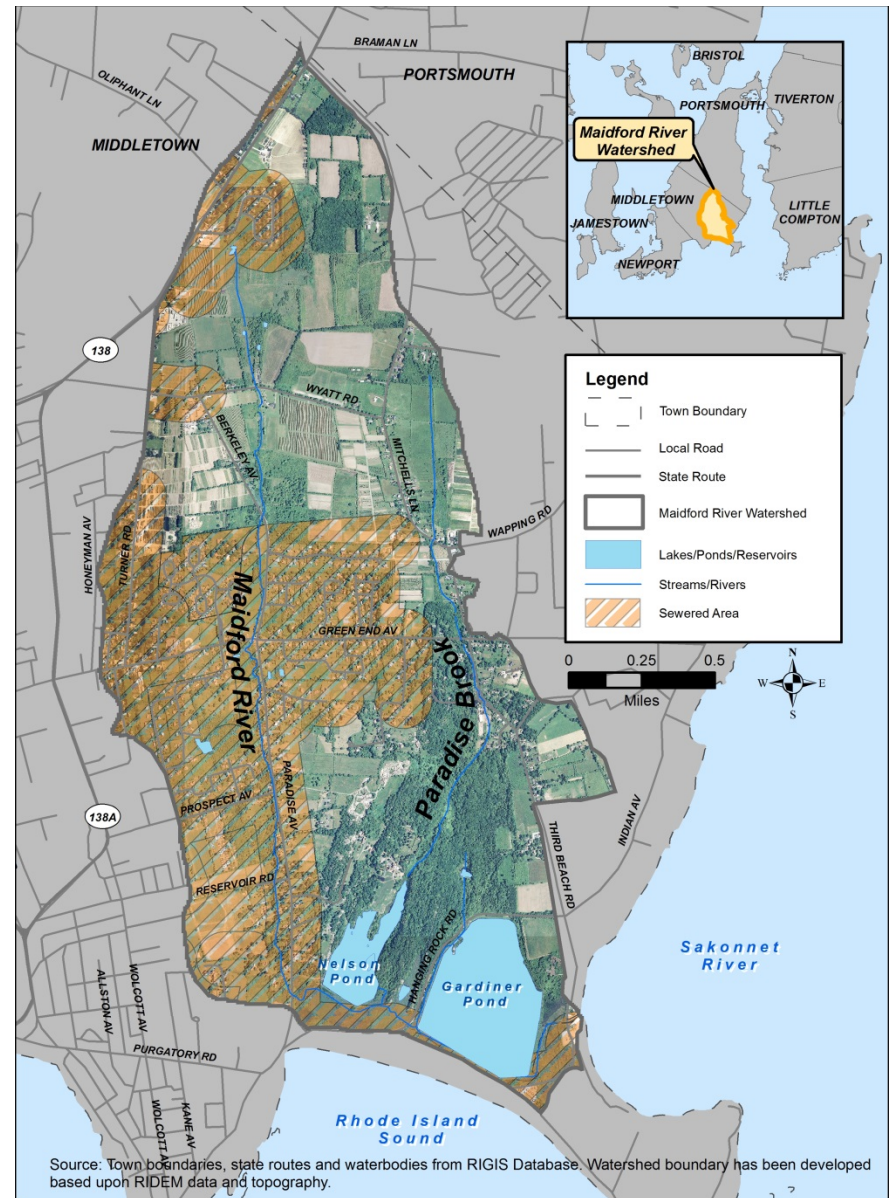 BRAMAN LN
PORTSMOUTH
OLIPHANT LN
MIDDLETOWN
BRISTOL
PORTSMOUTH
TIVERTON
Maidford River
Watershed
MIDDLETOWN
JAMESTOWN
LITTLE
COMPTON
NEWPORT
138
WYATT RD
BERKELEY AV
MITCHELLS LN
HONEYMAN AV
TURNER RD
WAPPING RD
Legend
Town Boundary
Local Road
State Route
Maidford River Watershed
Lakes/Ponds/Reservoirs
Streams/Rivers
Sewered Area
0 0.25 0.5
Miles
N
W E
S
Maidford River
GREEN END AV
Paradise Brook
PROSPECT AV
PARADISE AV
138A
RESERVOIR RD
THIRD BEACH RD
INDIAN AV
HANGING ROCK RD
Nelson
Pond
Gardiner
Pond
Sakonnet
River
ALLSTON AV
WOLCOTT AV
PURGATORY RD
KANE AV
WOLCOTT AV
Rhode Island
Sound
Source: Town boundaries, state routes and waterbodies from RIGIS Database. Watershed boundary has been developed
based upon RIDEM data and topography.